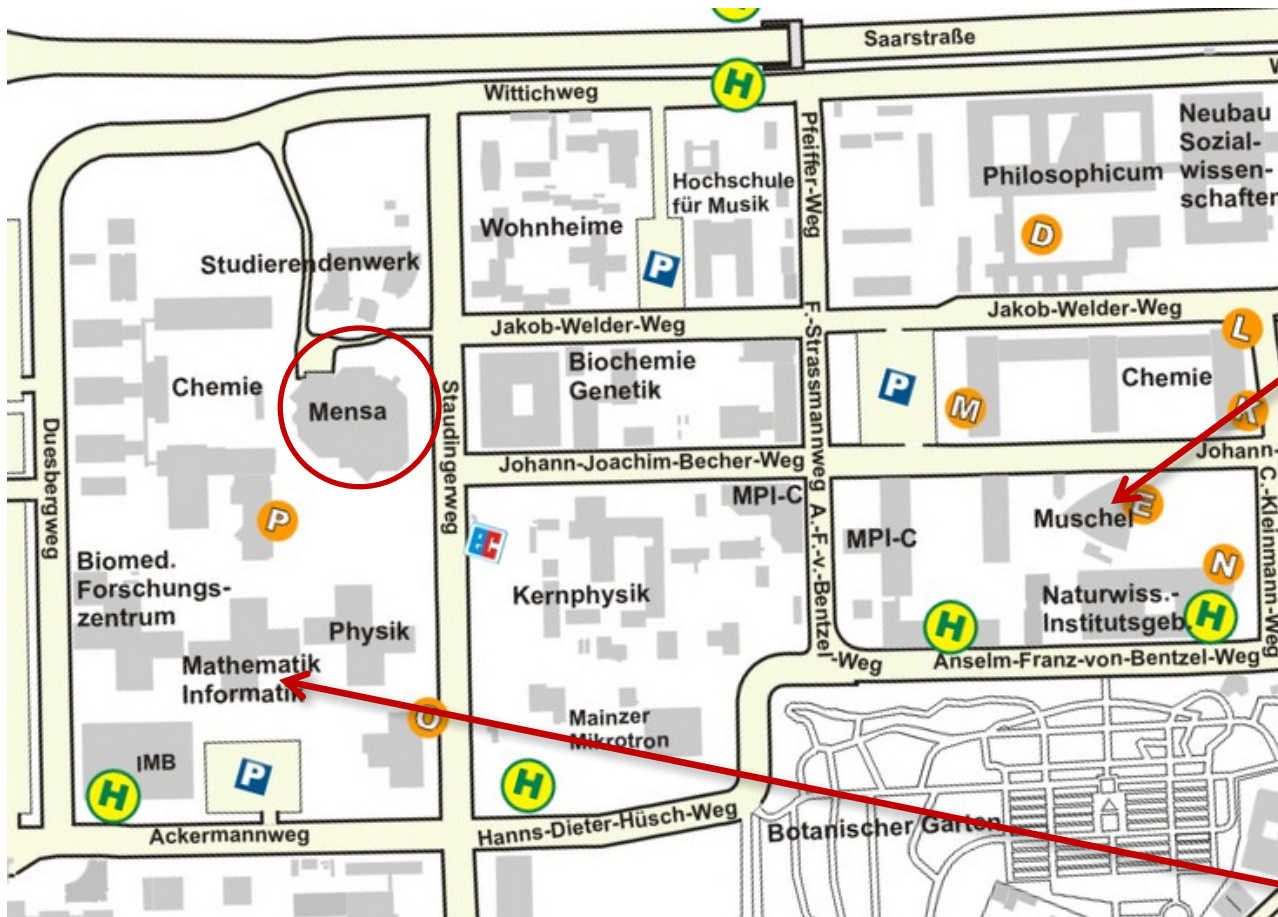 H
Saarstraße
H
Wittichweg
Pfeiffer-Weg
Neubau
Sozial-
wissen-
schaften
Philosophicum
Hochschule
für Musik
Wohnheime
D
P
Studierendenwerk
Jakob-Welder-Weg
Jakob-Welder-Weg
F.-Strassmannweg
L
Biochemie
Genetik
Chemie
P
M
K
Chemie
Mensa
Staudingerweg
Duesbergweg
Johann-Joachim-Becher-Weg
Johann-
C.-Kleinmann-Weg
MPI-C
E
Muschel
P
EC
A.-F.-v.-Bentzel
-Weg
MPI-C
Biomed.
Forschungs-
zentrum
Kernphysik
N
Naturwiss.-
Institutsgeb.
H
H
Physik
Mathematik
Informatik
Anselm-Franz-von-Bentzel-Weg
O
Mainzer
Mikrotron
IMB
P
H
H
Ackermannweg
Hanns-Dieter-Hüsch-Weg
Botanischer Garten